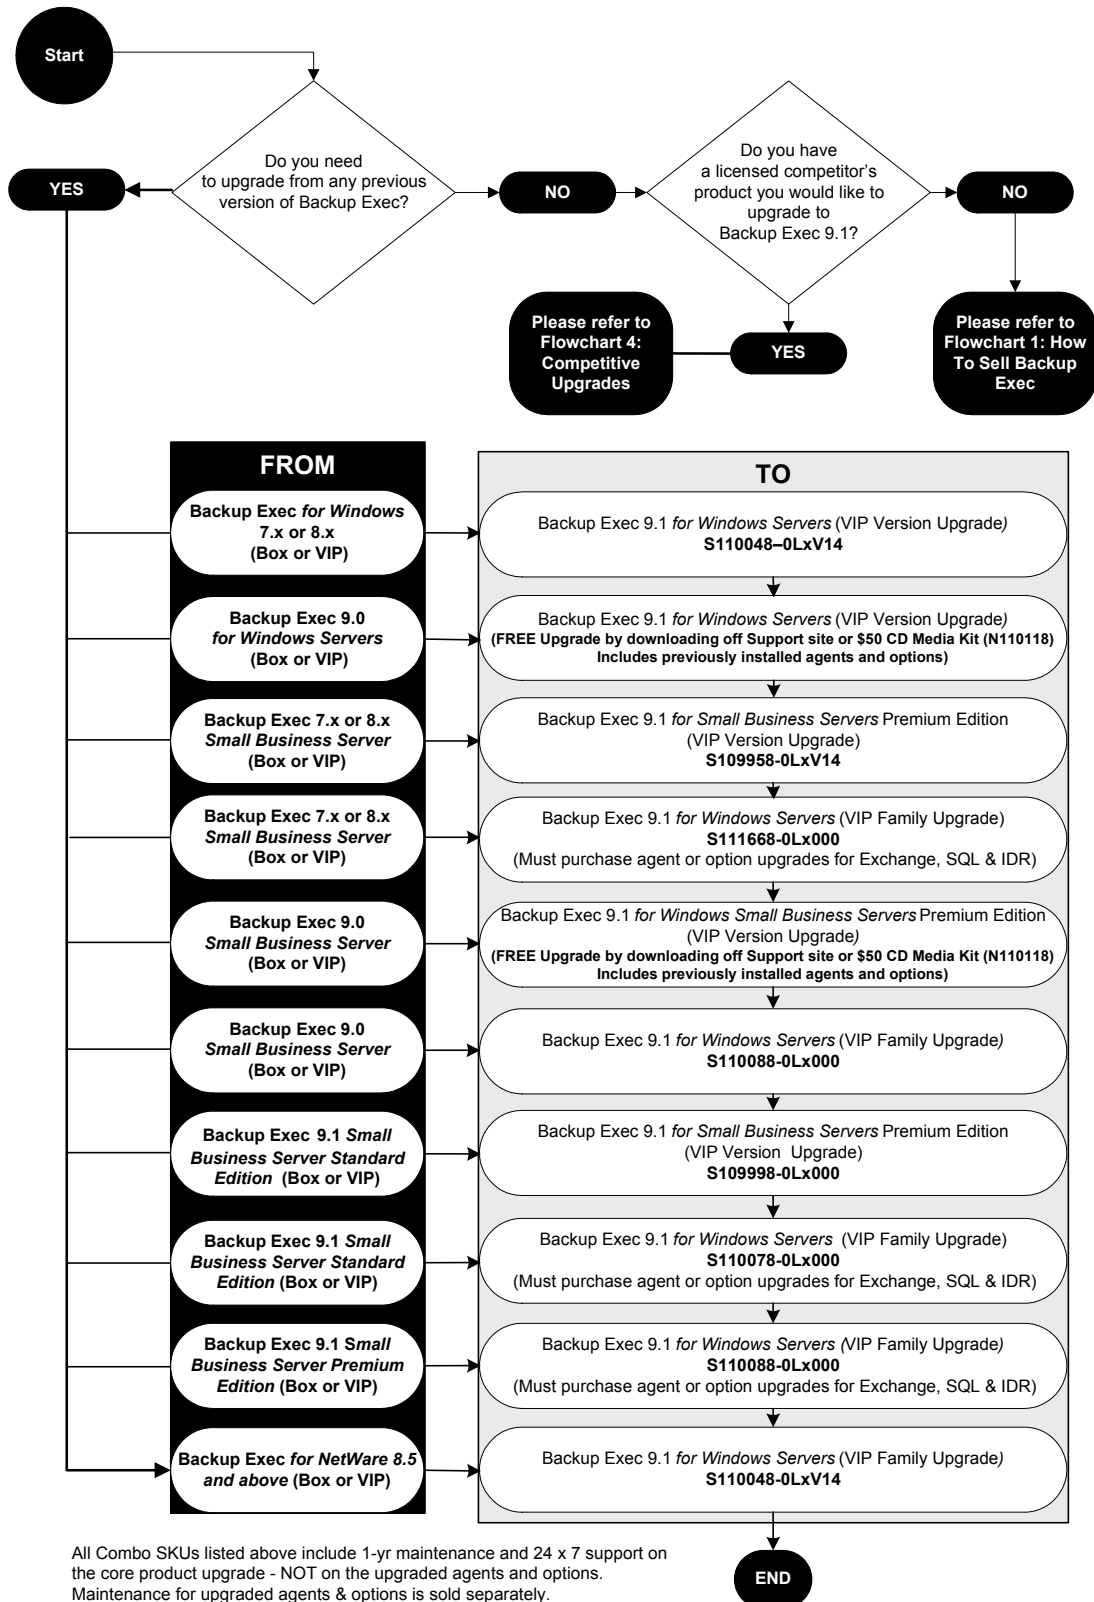 Start
Do you need
to upgrade from any previous
version of Backup Exec?
YES
NO
Do you have
a licensed competitor's
product you would like to
upgrade to
Backup Exec 9.1?
NO
Please refer to
Flowchart 4:
Competitive
Upgrades
YES
Please refer to
Flowchart 1: How
To Sell Backup
Exec
FROM
TO
Backup Exec for Windows
7.x or 8.x
(Box or VIP)
Backup Exec 9.1 for Windows Servers (VIP Version Upgrade)
S110048–0LxV14
Backup Exec 9.0
for Windows Servers
(Box or VIP)
Backup Exec 9.1 for Windows Servers (VIP Version Upgrade)
(FREE Upgrade by downloading off Support site or $50 CD Media Kit (N110118)
Includes previously installed agents and options)
Backup Exec 7.x or 8.x
Small Business Server
(Box or VIP)
Backup Exec 9.1 for Small Business Servers Premium Edition
(VIP Version Upgrade)
S109958-0LxV14
Backup Exec 7.x or 8.x
Small Business Server
(Box or VIP)
Backup Exec 9.1 for Windows Servers (VIP Family Upgrade)
S111668-0Lx000
(Must purchase agent or option upgrades for Exchange, SQL & IDR)
Backup Exec 9.0
Small Business Server
(Box or VIP)
Backup Exec 9.1 for Windows Small Business Servers Premium Edition
(VIP Version Upgrade)
(FREE Upgrade by downloading off Support site or $50 CD Media Kit (N110118)
Includes previously installed agents and options)
Backup Exec 9.0
Small Business Server
(Box or VIP)
Backup Exec 9.1 for Windows Servers (VIP Family Upgrade)
S110088-0Lx000
Backup Exec 9.1 Small
Business Server Standard
Edition (Box or VIP)
Backup Exec 9.1 for Small Business Servers Premium Edition
(VIP Version Upgrade)
S109998-0Lx000
Backup Exec 9.1 Small
Business Server Standard
Edition (Box or VIP)
Backup Exec 9.1 for Windows Servers (VIP Family Upgrade)
S110078-0Lx000
(Must purchase agent or option upgrades for Exchange, SQL & IDR)
Backup Exec 9.1 Small
Business Server Premium
Edition (Box or VIP)
Backup Exec 9.1 for Windows Servers (VIP Family Upgrade)
S110088-0Lx000
(Must purchase agent or option upgrades for Exchange, SQL & IDR)
Backup Exec for NetWare 8.5
and above (Box or VIP)
Backup Exec 9.1 for Windows Servers (VIP Family Upgrade)
S110048-0LxV14
All Combo SKUs listed above include 1-yr maintenance and 24 x 7 support on
the core product upgrade - NOT on the upgraded agents and options.
Maintenance for upgraded agents & options is sold separately.
END